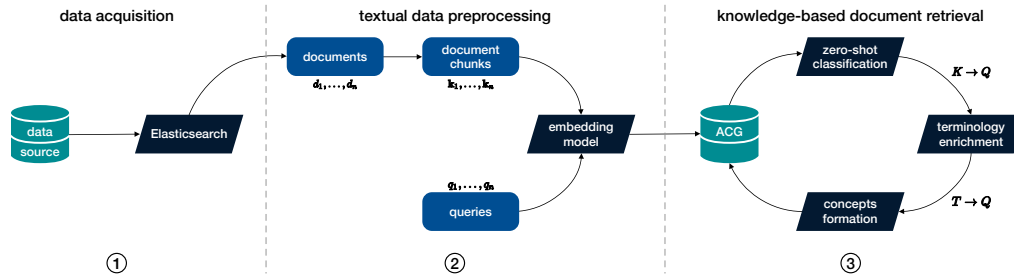 data acquisition
textual data preprocessing
knowledge-based document retrieval
data
source
Elasticsearch
documents
d₁, . . . , dₙ
document
chunks
k₁, . . . , kₙ
q₁, . . . , qₙ
queries
embedding
model
ACG
zero-shot
classification
K → Q
terminology
enrichment
T → Q
concepts
formation
1
2
3